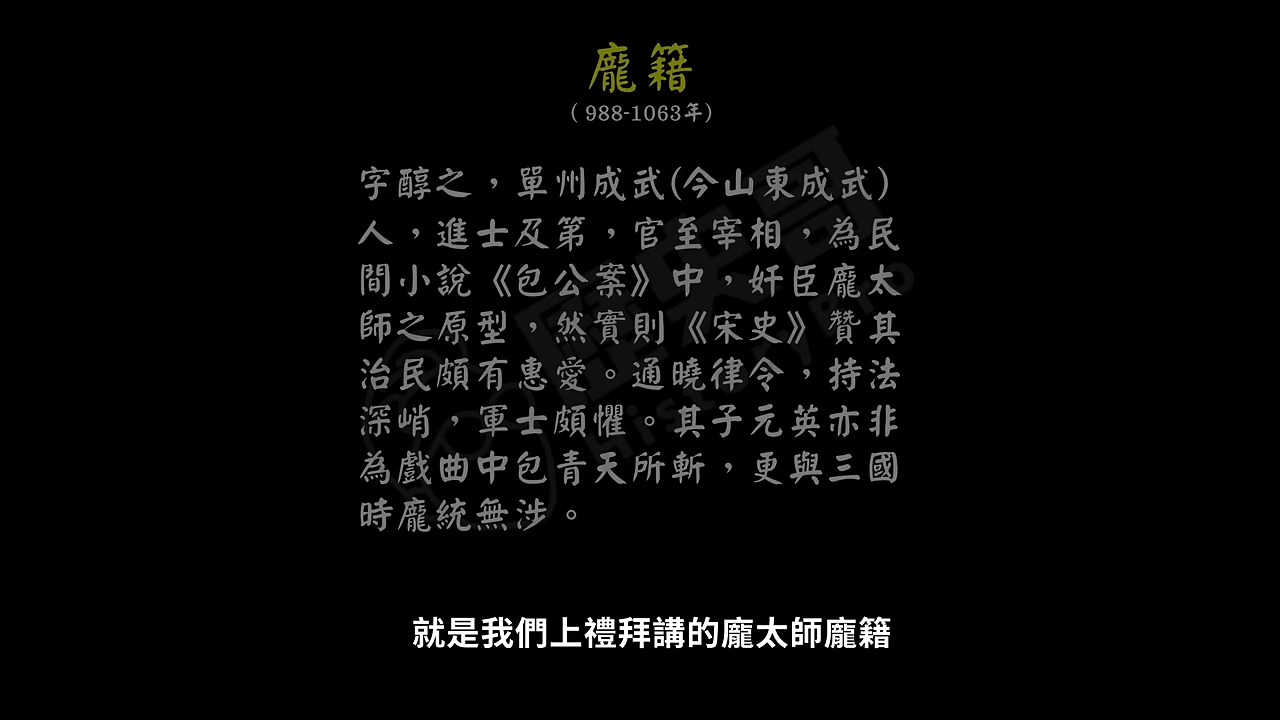 龐籍
( 988-1063年)
字醇之，單州成武(今山東成武)
人，進士及第，官至宰相，為民
間小說《包公案》中，奸臣龐太
師之原型，然實則《宋史》贊其
治民頗有惠愛。通曉律令，持法
深峭，軍士頗懼。其子元英亦非
為戲曲中包青天所斬，更與三國
時龐統無涉。
歷史哥
HistoryBro
就是我們上禮拜講的龐太師龐籍